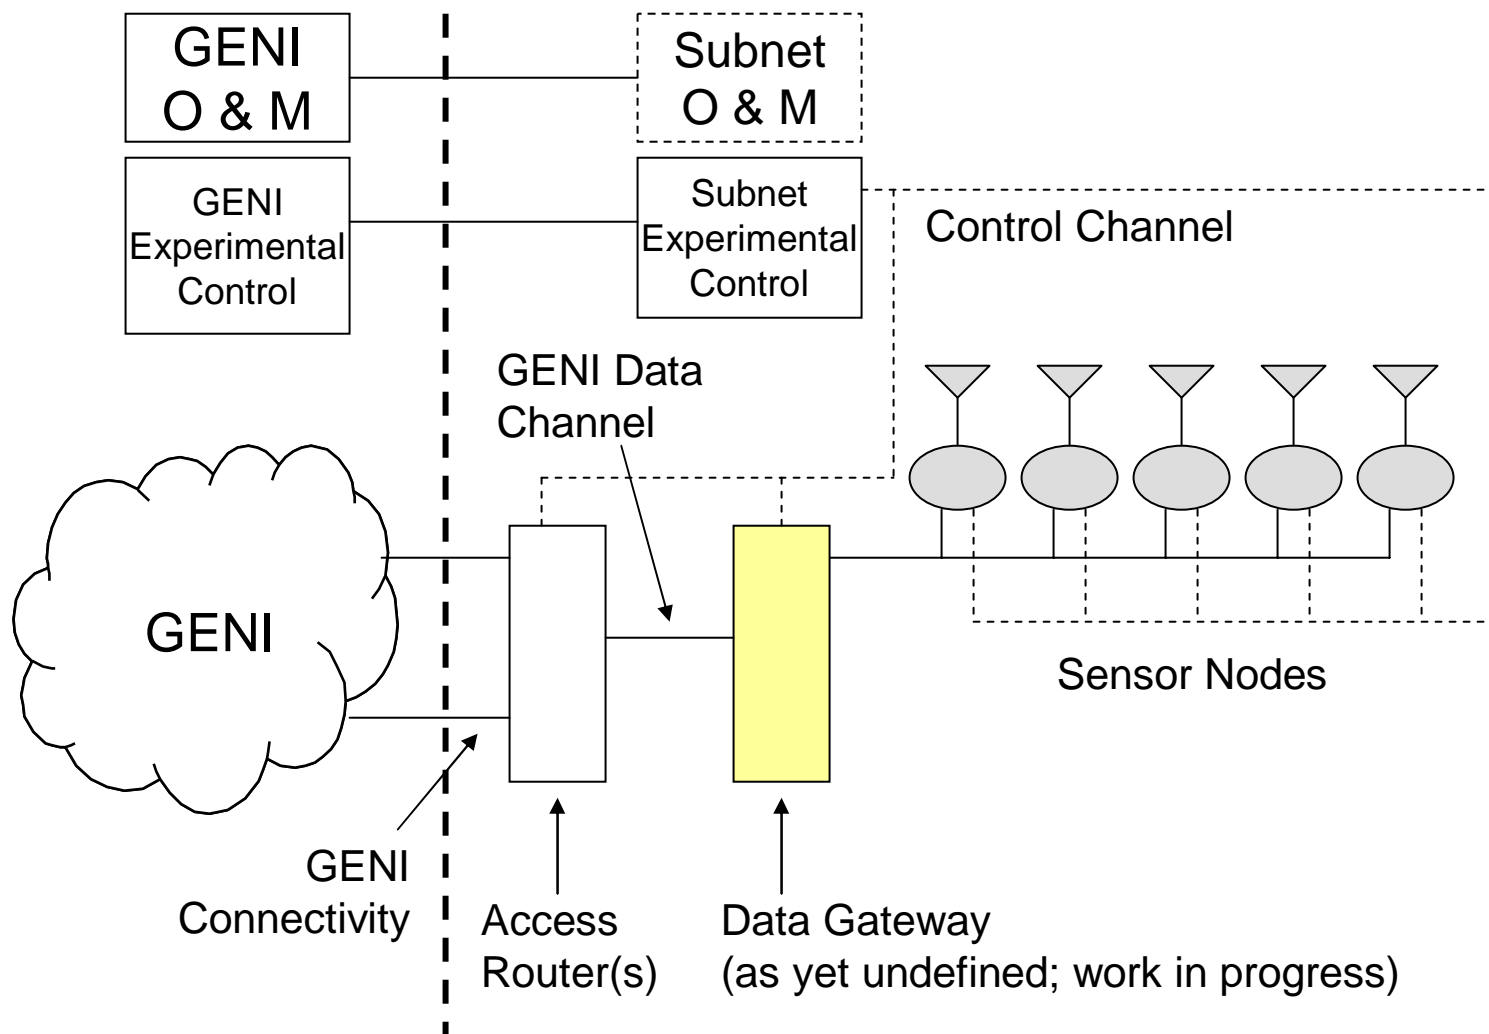 GENI
O & M
Subnet
O & M
GENI
Experimental
Control
Subnet
Experimental
Control
Control Channel
GENI Data
Channel
GENI
Sensor Nodes
GENI
Connectivity
Access
Router(s)
Data Gateway
(as yet undefined; work in progress)